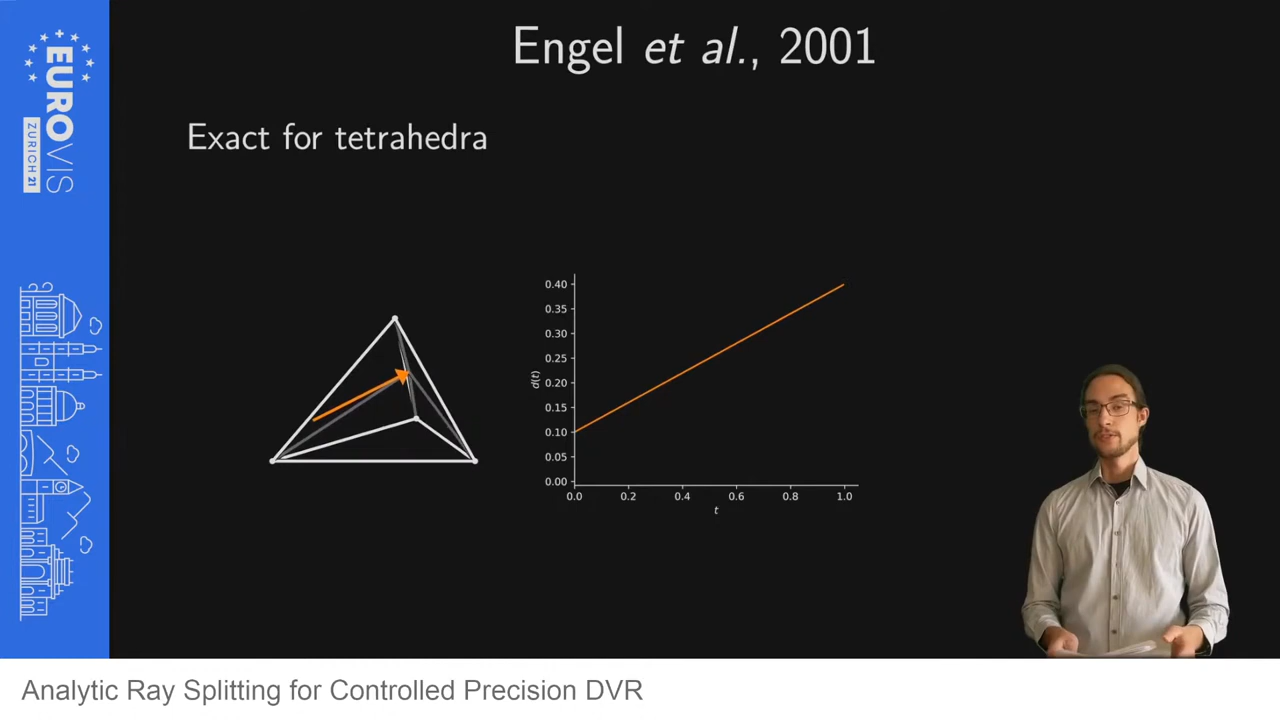 Engel et al., 2001
Exact for tetrahedra
EUROVIS
ZURICH 21
0.40
0.35
0.30
0.25
0.20
0.15
0.10
0.05
0.00
d(t)
0.0 0.2 0.4 0.6 0.8 1.0
t
Analytic Ray Splitting for Controlled Precision DVR